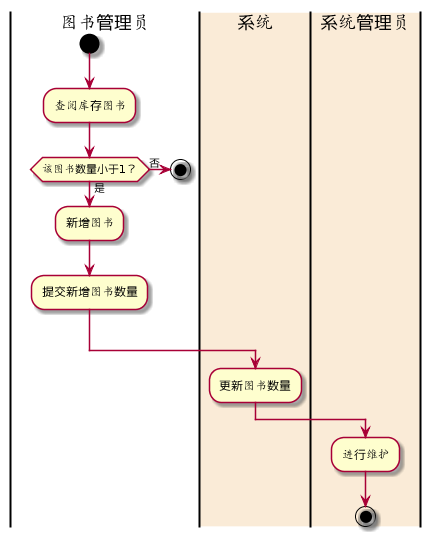 图书管理员
系统
系统管理员
查阅库存图书
该图书数量小于1？
否
是
新增图书
提交新增图书数量
更新图书数量
进行维护